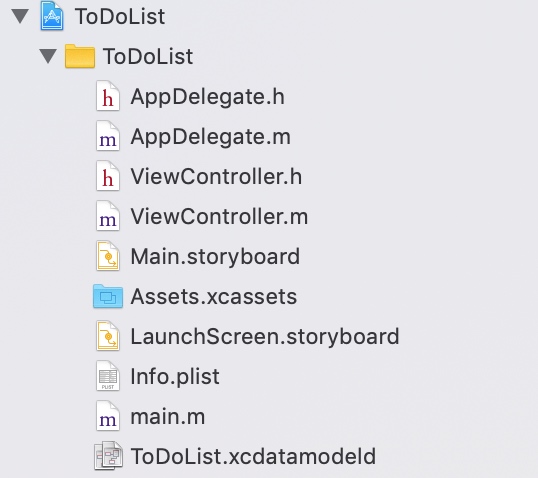 ToDoList
ToDoList
h AppDelegate.h
m AppDelegate.m
h ViewController.h
m ViewController.m
Main.storyboard
Assets.xcassets
LaunchScreen.storyboard
PLIST Info.plist
m main.m
ToDoList.xcdatamodeld